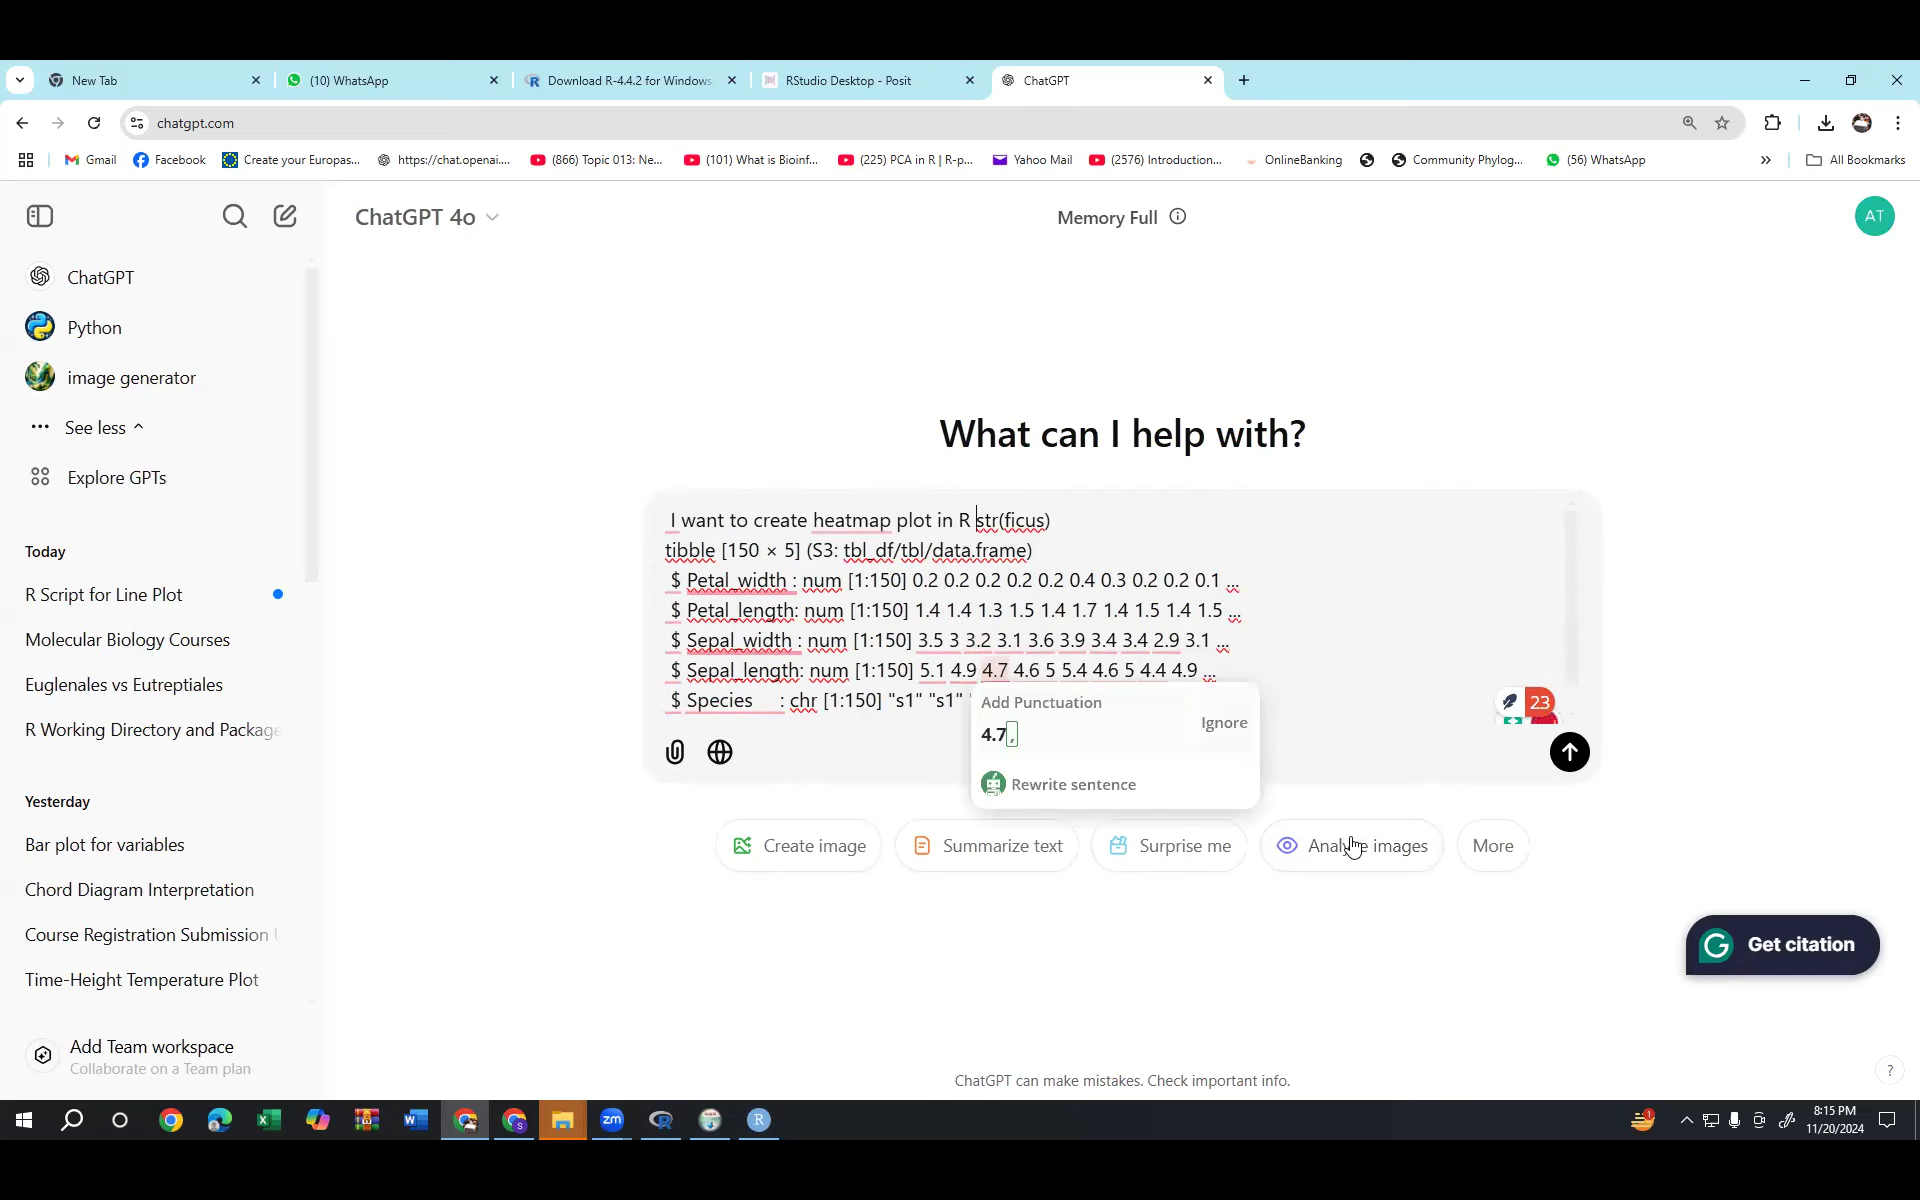 New Tab
(10) WhatsApp
Download R-4.4.2 for Windows
RStudio Desktop - Posit
ChatGPT
chatgpt.com
Gmail
Facebook
Create your Europas...
https://chat.openai....
(866) Topic 013: Ne...
(101) What is Bioinf...
(225) PCA in R | R-p...
Yahoo Mail
(2576) Introduction...
OnlineBanking
Community Phylog...
(56) WhatsApp
All Bookmarks
ChatGPT 4o
Memory Full
AT
ChatGPT
Python
image generator
See less
Explore GPTs
Today
R Script for Line Plot
Molecular Biology Courses
Euglenales vs Eutreptiales
R Working Directory and Package
Yesterday
Bar plot for variables
Chord Diagram Interpretation
Course Registration Submission
Time-Height Temperature Plot
Add Team workspace
Collaborate on a Team plan
What can I help with?
I want to create heatmap plot in R str(ficus)
tibble [150 × 5] (S3: tbl_df/tbl/data.frame)
$ Petal_width : num [1:150] 0.2 0.2 0.2 0.2 0.2 0.4 0.3 0.2 0.2 0.1 ...
$ Petal_length: num [1:150] 1.4 1.4 1.3 1.5 1.4 1.7 1.4 1.5 1.4 1.5 ...
$ Sepal_width : num [1:150] 3.5 3 3.2 3.1 3.6 3.9 3.4 3.4 2.9 3.1 ...
$ Sepal_length: num [1:150] 5.1 4.9 4.7 4.6 5 5.4 4.6 5 4.4 4.9 ...
$ Species : chr [1:150] "s1" "s1"
23
Add Punctuation
4.7,
Ignore
Rewrite sentence
Create image
Summarize text
Surprise me
Analyze images
More
Get citation
ChatGPT can make mistakes. Check important info.
?
8:15 PM
11/20/2024